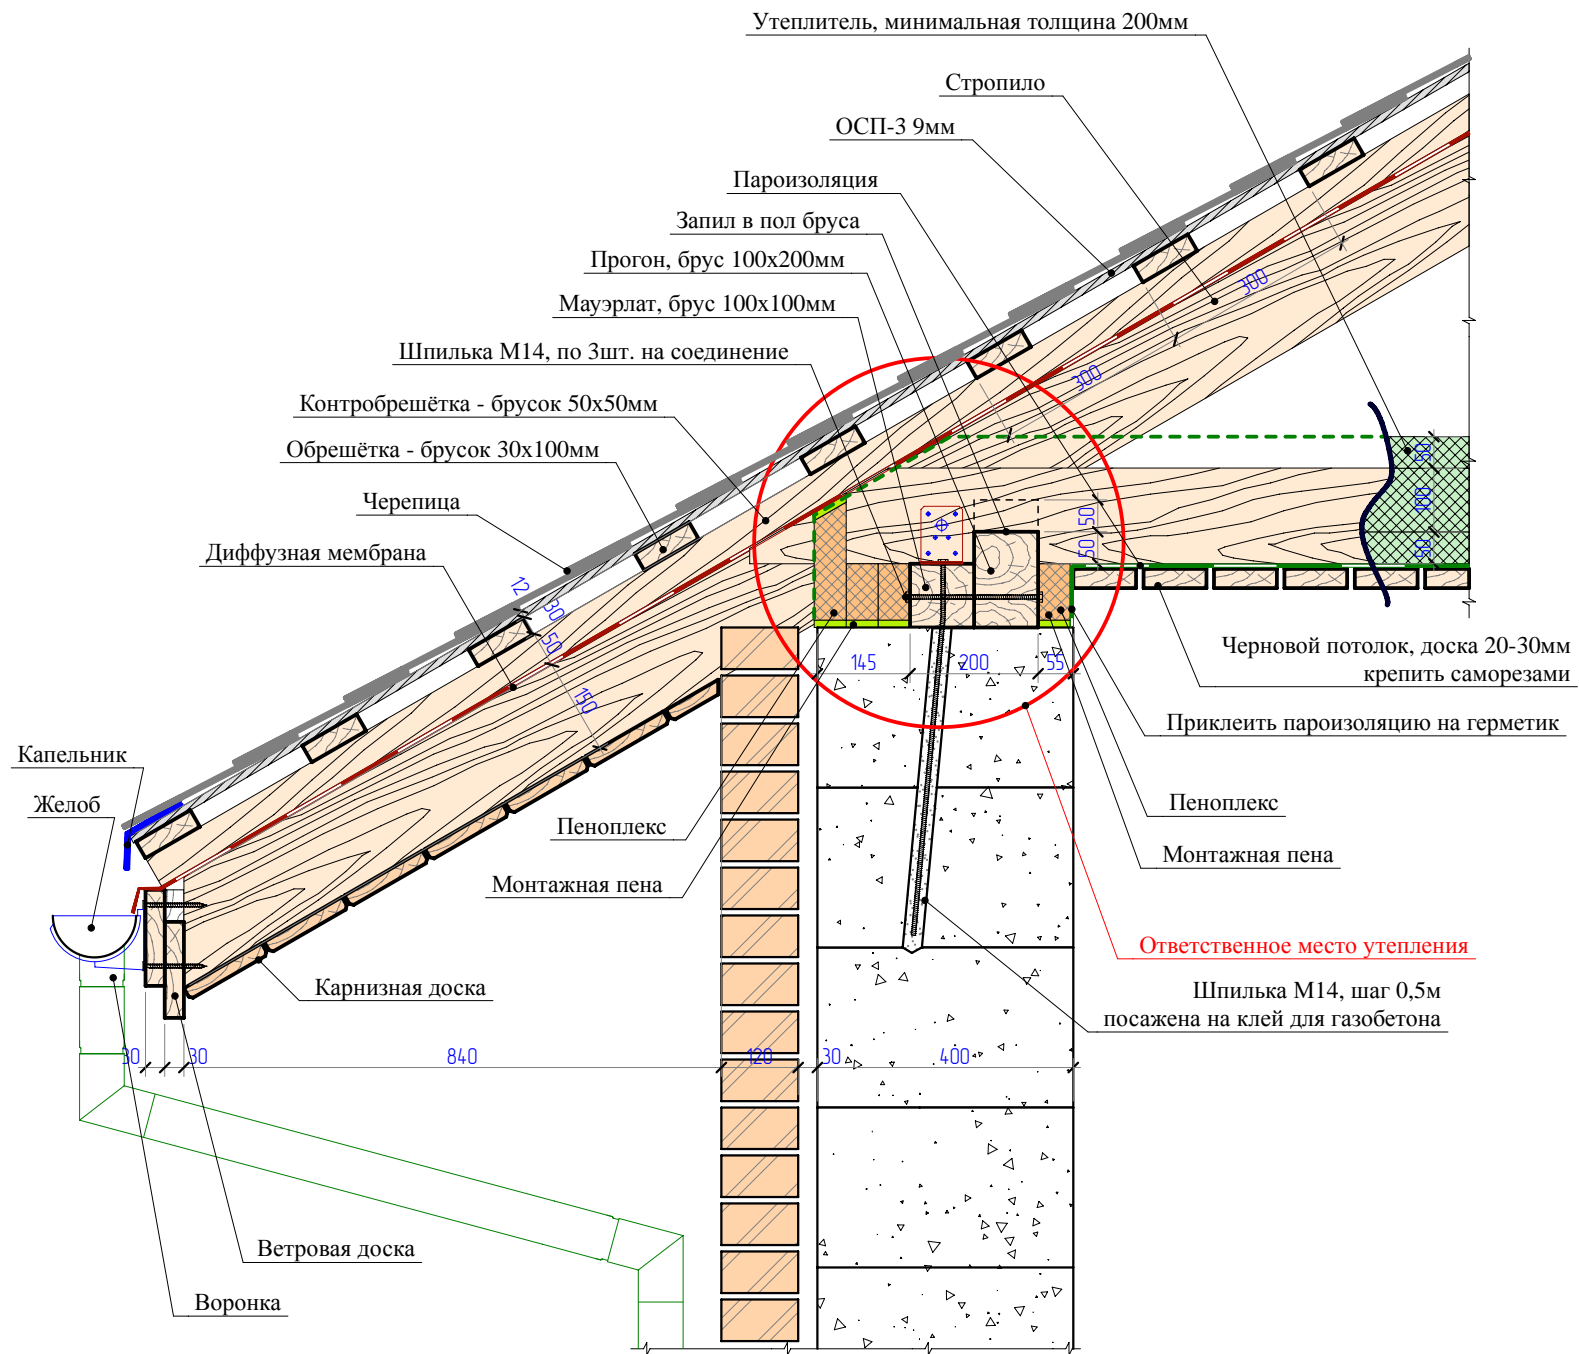 Утеплитель, минимальная толщина 200мм
Стропило
ОСП-3 9мм
Пароизоляция
Запил в пол бруса
Прогон, брус 100х200мм
Мауэрлат, брус 100х100мм
Шпилька М14, по 3шт. на соединение
Контробрешётка - брусок 50х50мм
Обрешётка - брусок 30х100мм
Черепица
Диффузная мембрана
300
300
50
100
50
50
50
12
30
50
150
145
200
55
Черновой потолок, доска 20-30мм
крепить саморезами
Приклеить пароизоляцию на герметик
Капельник
Желоб
Пеноплекс
Пеноплекс
Монтажная пена
Монтажная пена
Ответственное место утепления
Карнизная доска
Шпилька М14, шаг 0,5м
посажена на клей для газобетона
30
30
840
120
30
400
Ветровая доска
Воронка